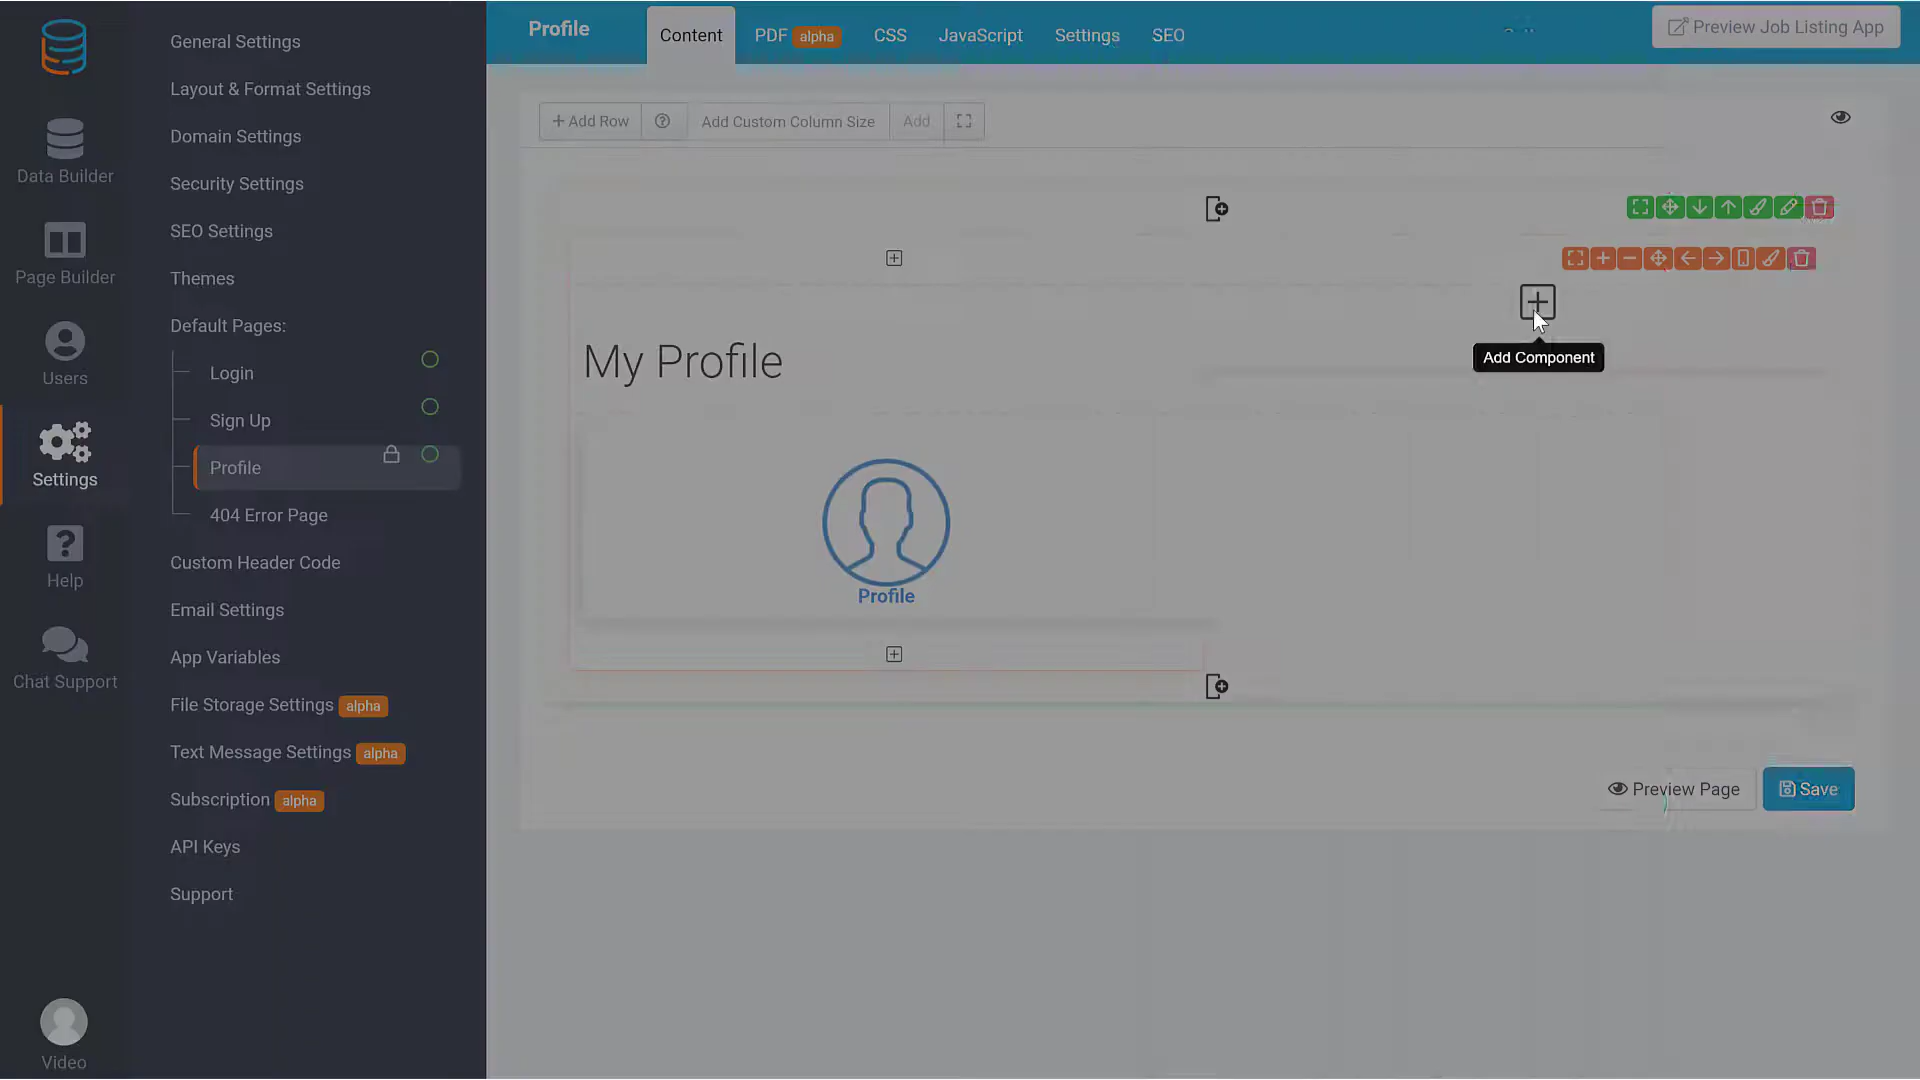 Data Builder
Page Builder
Users
Settings
Help
Chat Support
Video
General Settings
Layout & Format Settings
Domain Settings
Security Settings
SEO Settings
Themes
Default Pages:
Login
Sign Up
Profile
404 Error Page
Custom Header Code
Email Settings
App Variables
File Storage Settings alpha
Text Message Settings alpha
Subscription alpha
API Keys
Support
Profile Content PDF alpha CSS JavaScript Settings SEO Preview Job Listing App
Add Row Add Custom Column Size Add
Add Component
My Profile
Profile
Preview Page Save